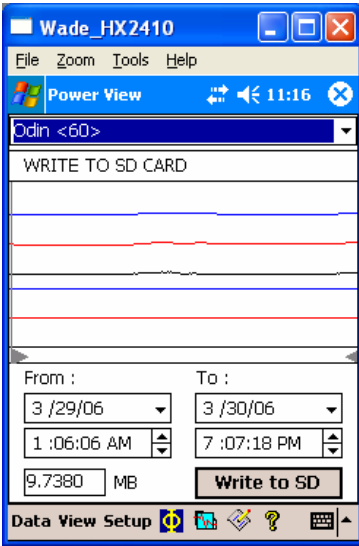 Wade_HX2410
File Zoom Tools Help
Power View 11:16
Odin <60>
WRITE TO SD CARD
From : To :
3 /29/06 3 /30/06
1 :06:06 AM 7 :07:18 PM
9.7380 MB Write to SD
Data View Setup